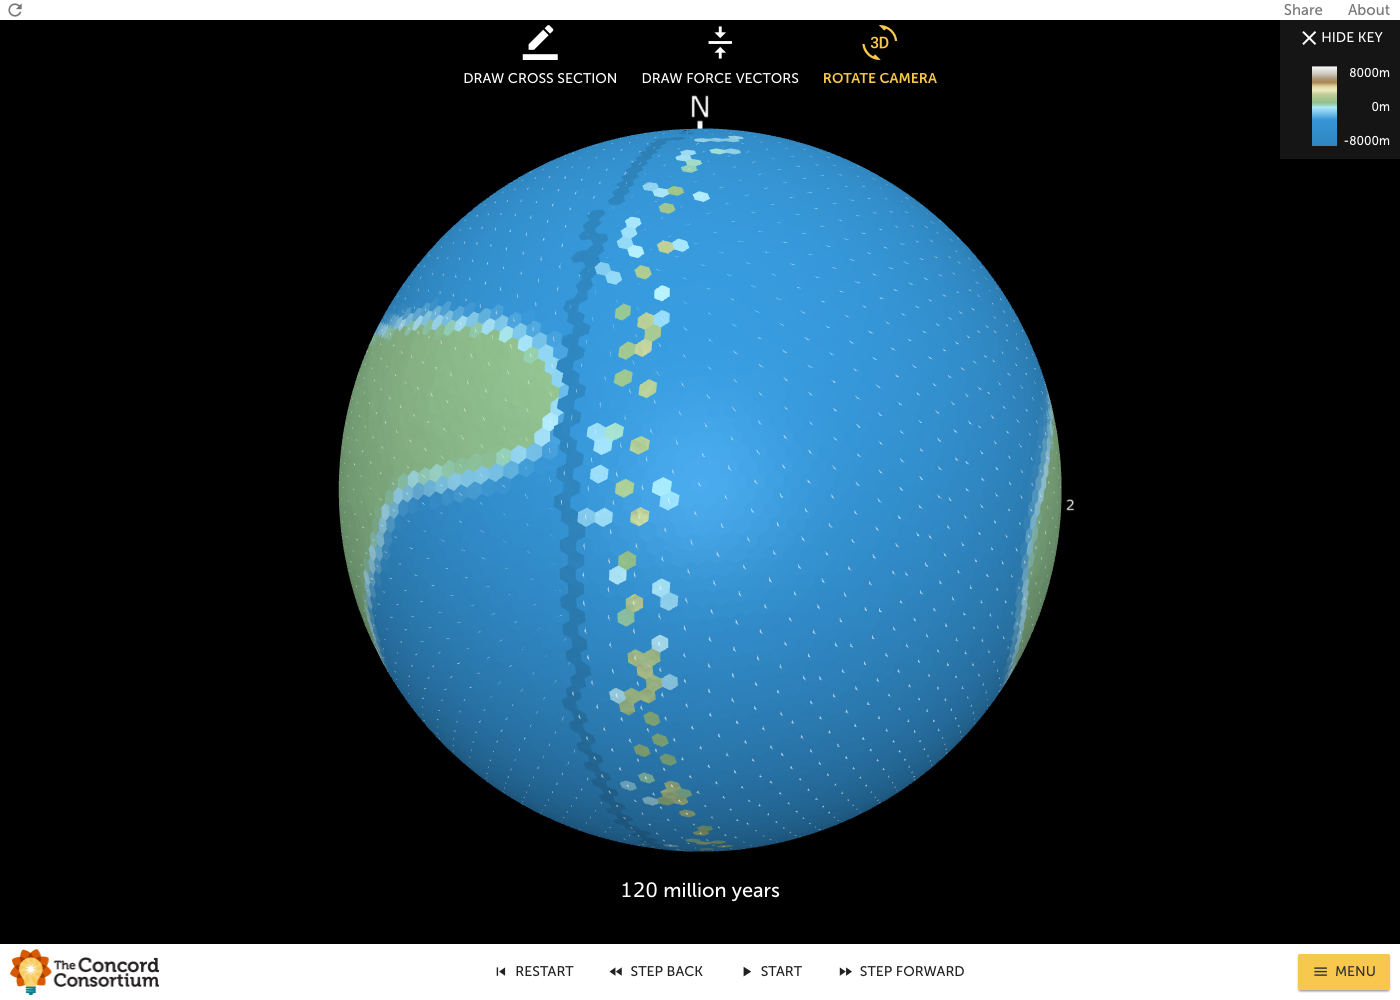 Share
About
HIDE KEY
8000m
0m
-8000m
3D
DRAW CROSS SECTION
DRAW FORCE VECTORS
ROTATE CAMERA
N
2
120 million years
The Concord
Consortium
RESTART
STEP BACK
START
STEP FORWARD
MENU